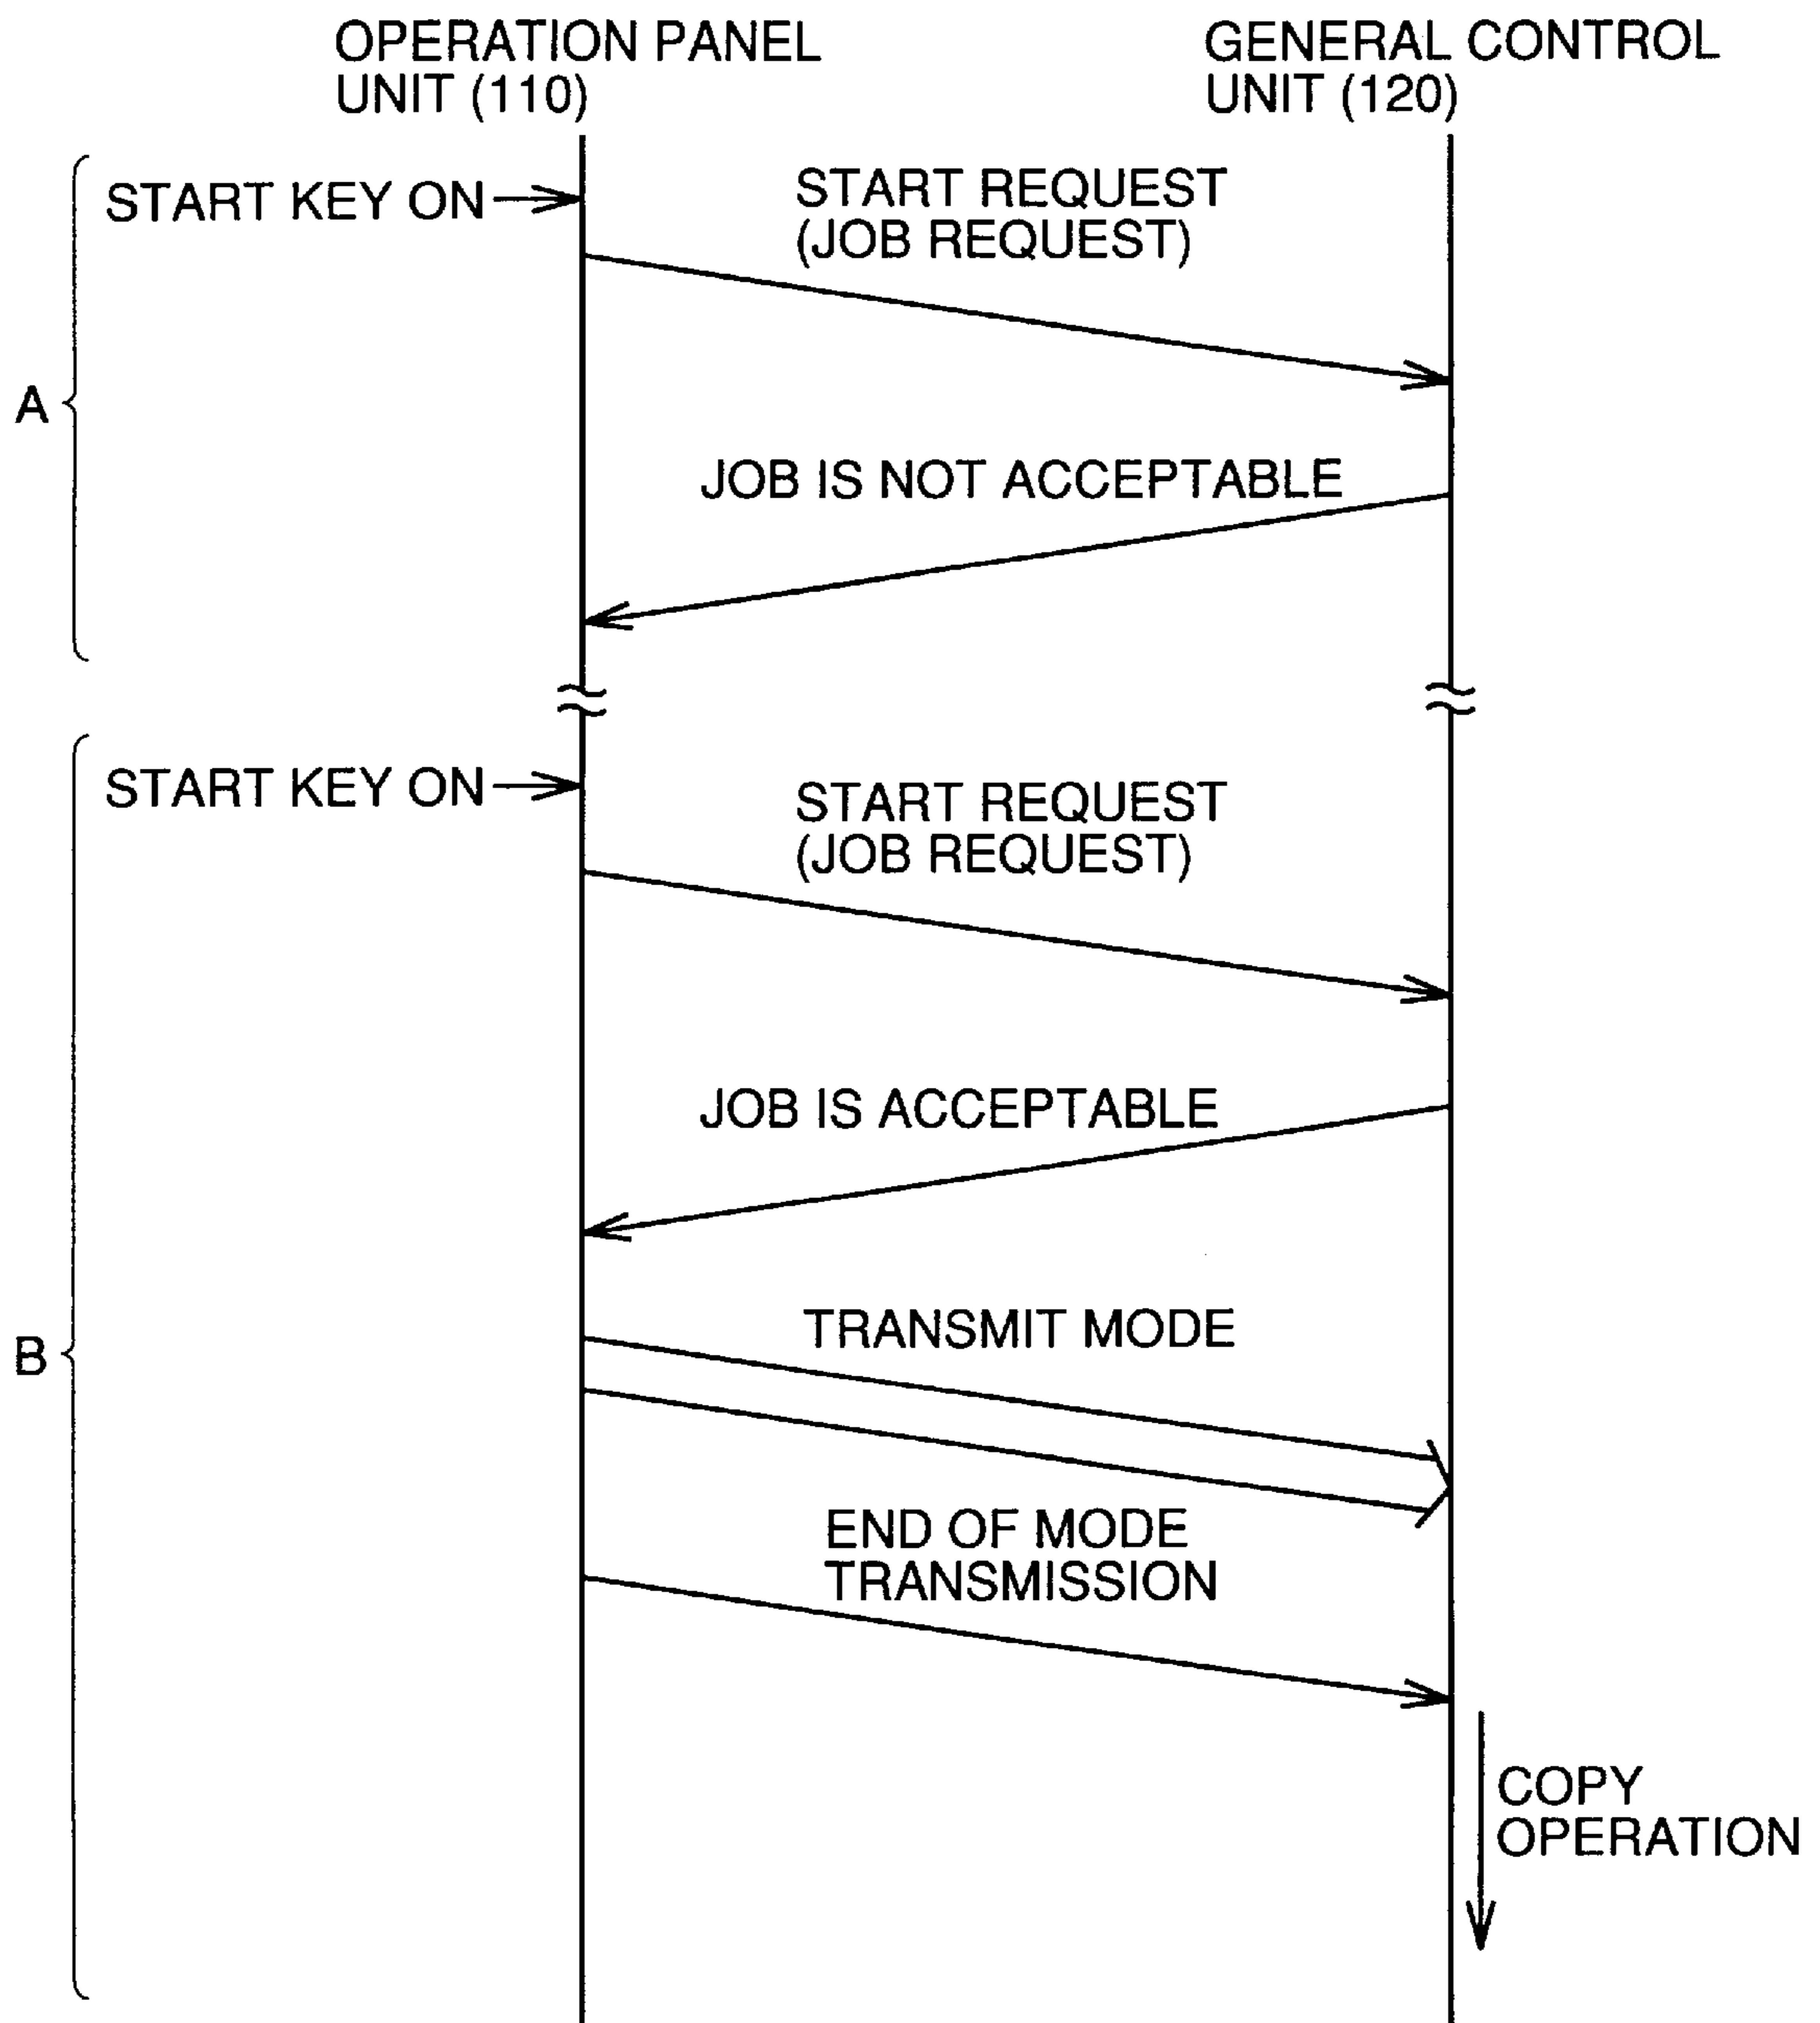 OPERATION PANEL
UNIT (110)
GENERAL CONTROL
UNIT (120)
START KEY ON
START REQUEST
(JOB REQUEST)
A
JOB IS NOT ACCEPTABLE
START KEY ON
START REQUEST
(JOB REQUEST)
JOB IS ACCEPTABLE
TRANSMIT MODE
B
END OF MODE
TRANSMISSION
COPY
OPERATION